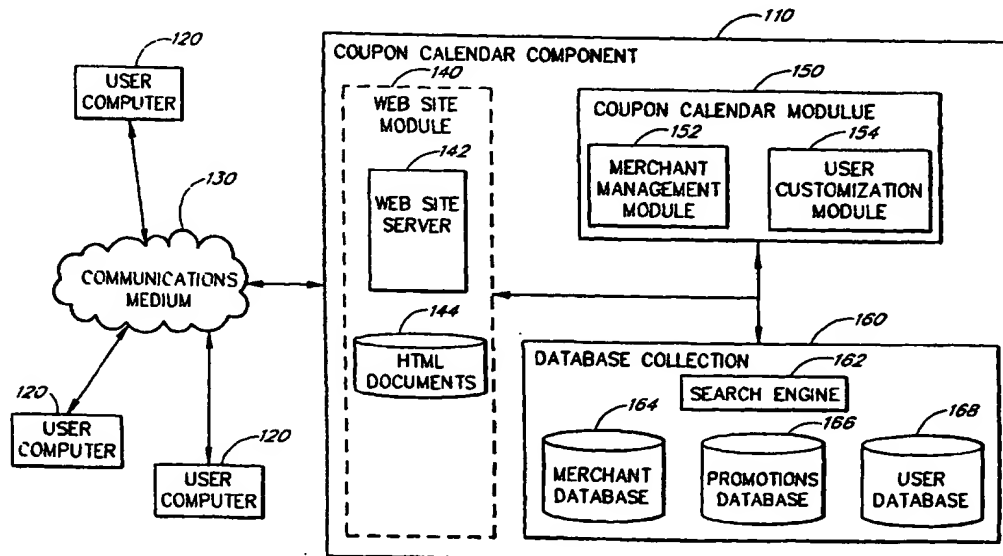 110
120
USER
COMPUTER
130
COMMUNICATIONS
MEDIUM
120
USER
COMPUTER
120
USER
COMPUTER
COUPON CALENDAR COMPONENT
140
WEB SITE
MODULE
142
WEB SITE
SERVER
144
HTML
DOCUMENTS
150
COUPON CALENDAR MODULUE
152
MERCHANT
MANAGEMENT
MODULE
154
USER
CUSTOMIZATION
MODULE
160
DATABASE COLLECTION
162
SEARCH ENGINE
164
MERCHANT
DATABASE
166
PROMOTIONS
DATABASE
168
USER
DATABASE